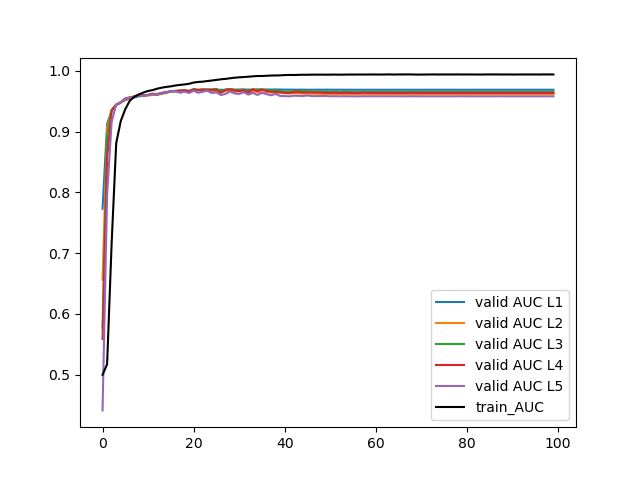 1.0
0.9
0.8
0.7
0.6
0.5
0
20
40
60
80
100
valid AUC L1
valid AUC L2
valid AUC L3
valid AUC L4
valid AUC L5
train_AUC